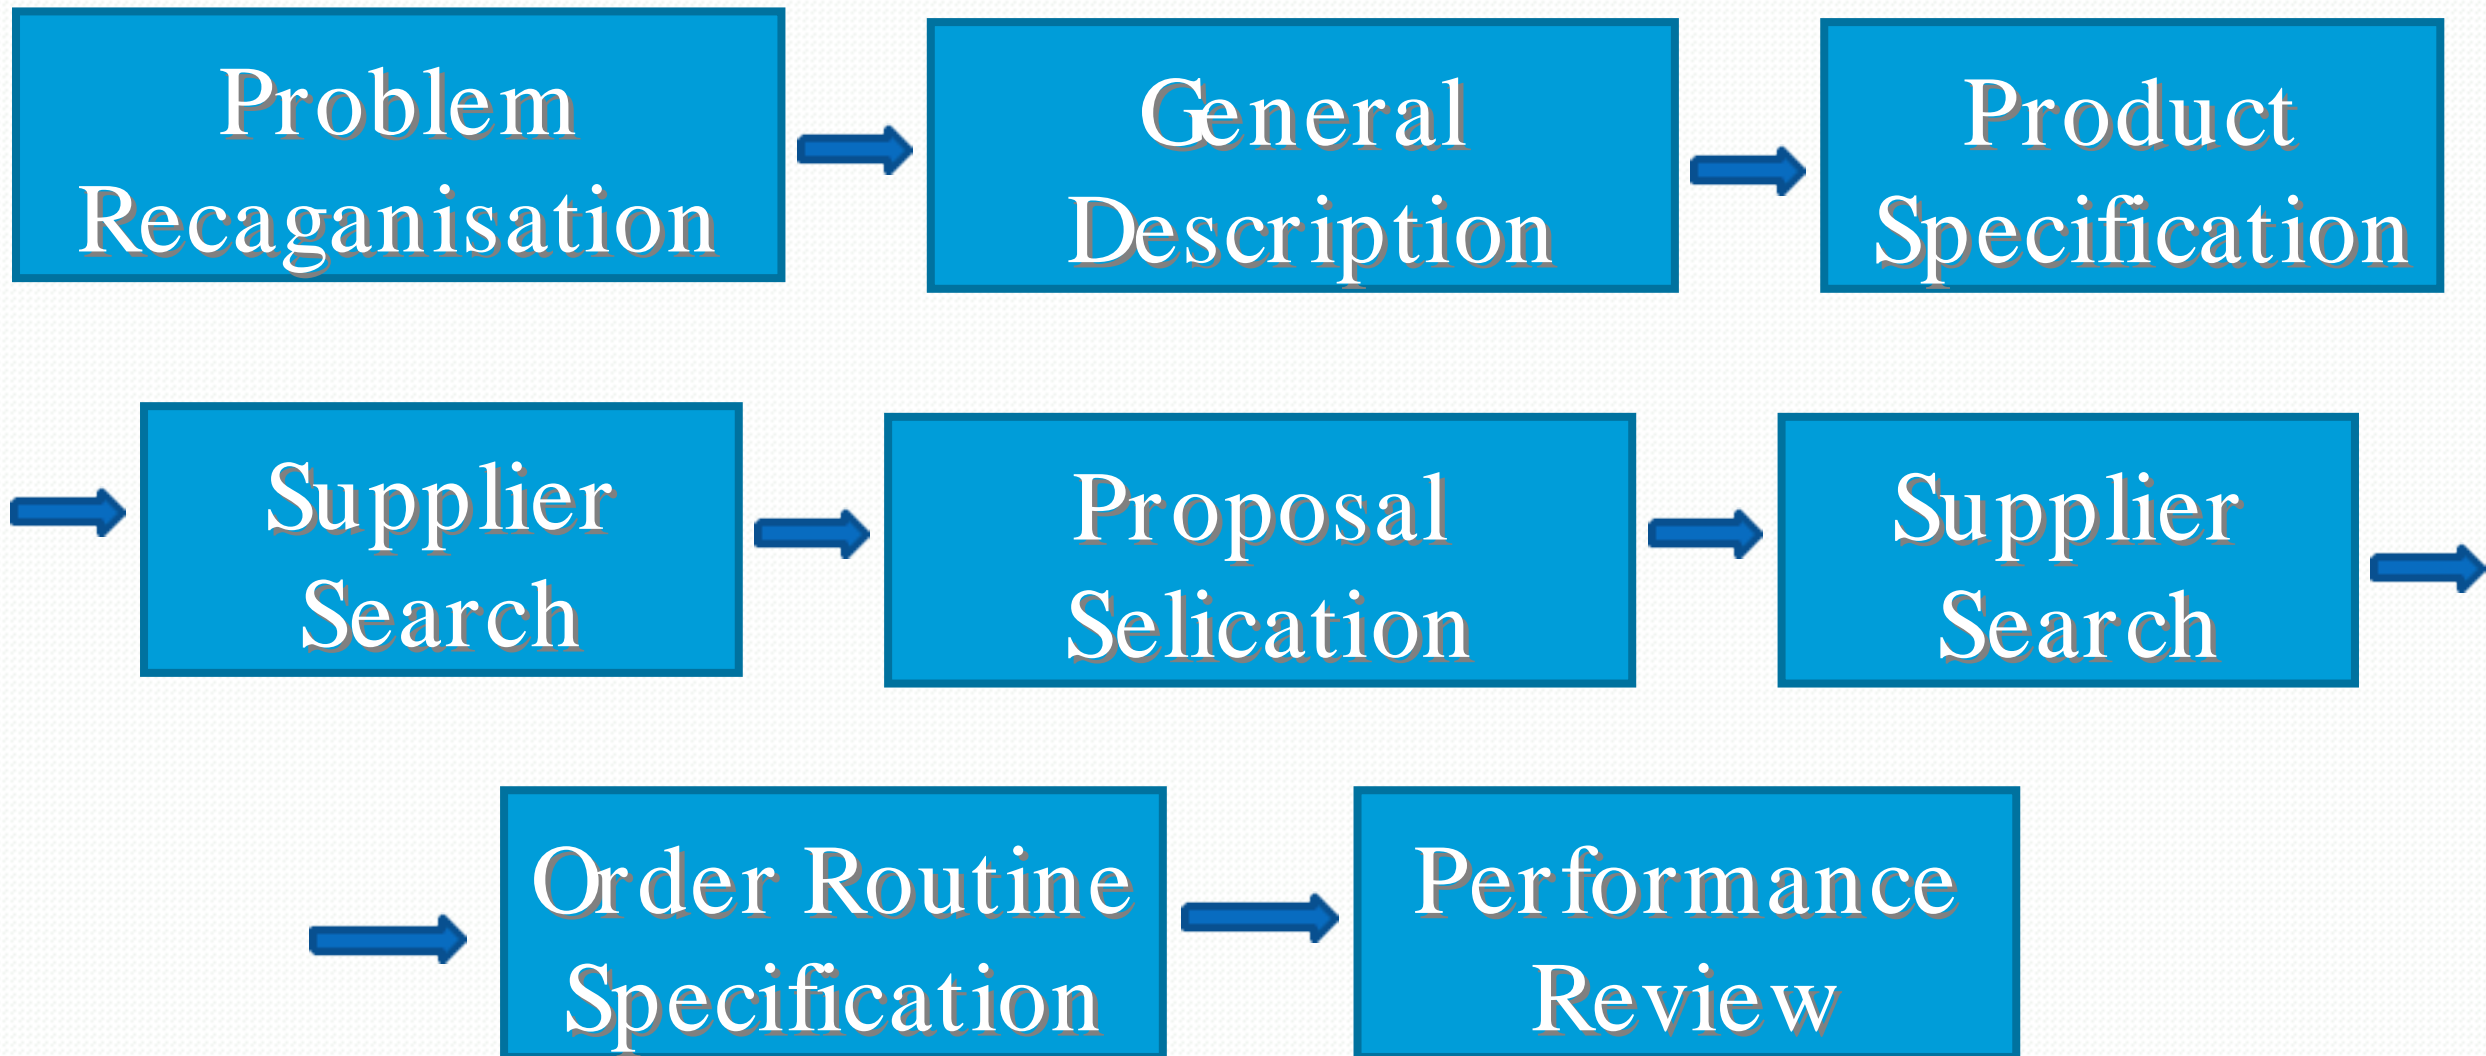 Problem
Recaganisation
General
Description
Product
Specification
Supplier
Search
Proposal
Selication
Supplier
Search
Order Routine
Specification
Performance
Review